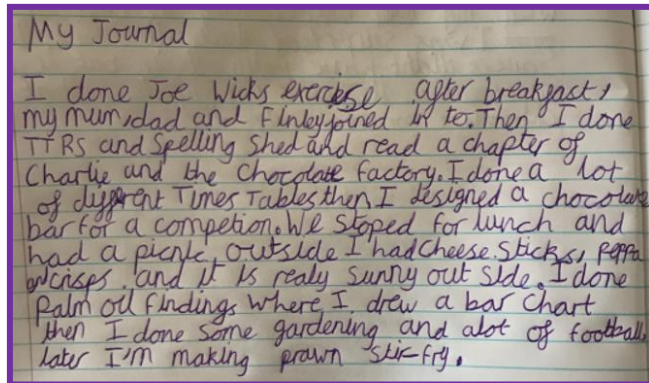 My Journal
I done Joe Wicks exercise after breakfast,
my mum, dad and Finley joined in to. Then I done
TTRS and Spelling Shed and read a chapter of
Charlie and the Chocolate factory. I done a lot
of different Times Tables then I designed a chocolate
bar for a competion. We stoped for lunch and
had a picnic, outside I had cheese. Sticks, Peppa
crisps and it is realy Sunny out side. I done
Palm oil findings where I drew a bar chart
then I done some gardening and alot of football,
later I'm making prawn stir-fry.